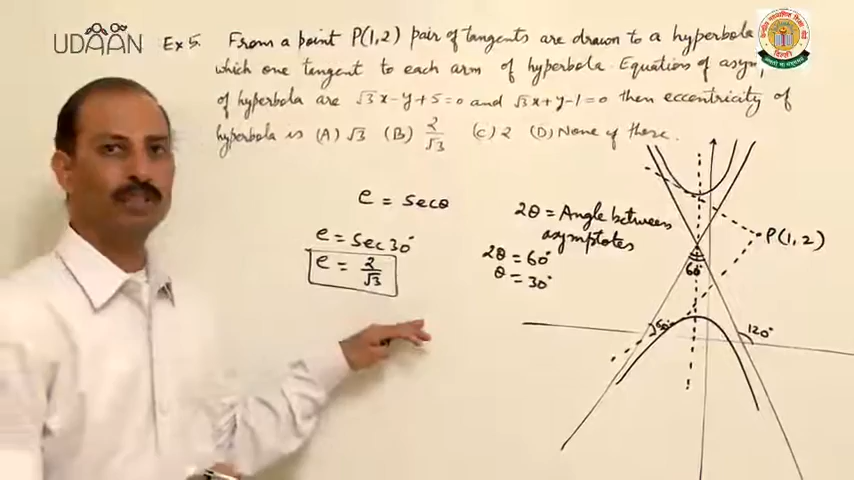 UDAAN
Ex 5. From a point P(1,2) pair of tangents are drawn to a hyperbola
which one tangent to each arm of hyperbola. Equations of asym
of hyperbola are √3x-y+5=0 and √3x+y-1=0 then eccentricity of
hyperbola is (A) √3 (B) 2/√3 (C) 2 (D) None of these.
e = secθ
e = sec30°
e = 2/√3
2θ = Angle between
asymptotes
2θ = 60°
θ = 30°
P(1,2)
60°
60°
120°